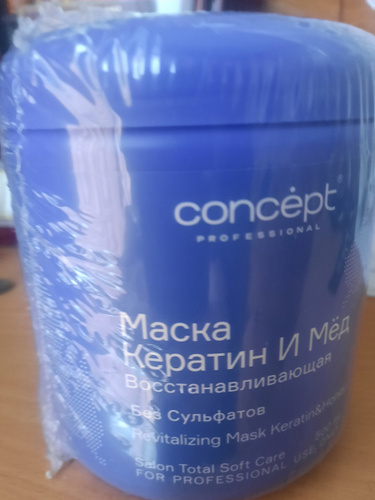 concept
PROFESSIONAL
Маска
Кератин И Мёд
Восстанавливающая
Без Сульфатов
Revitalizing Mask Keratin&Honey
Salon Total Soft Care
FOR PROFESSIONAL USE